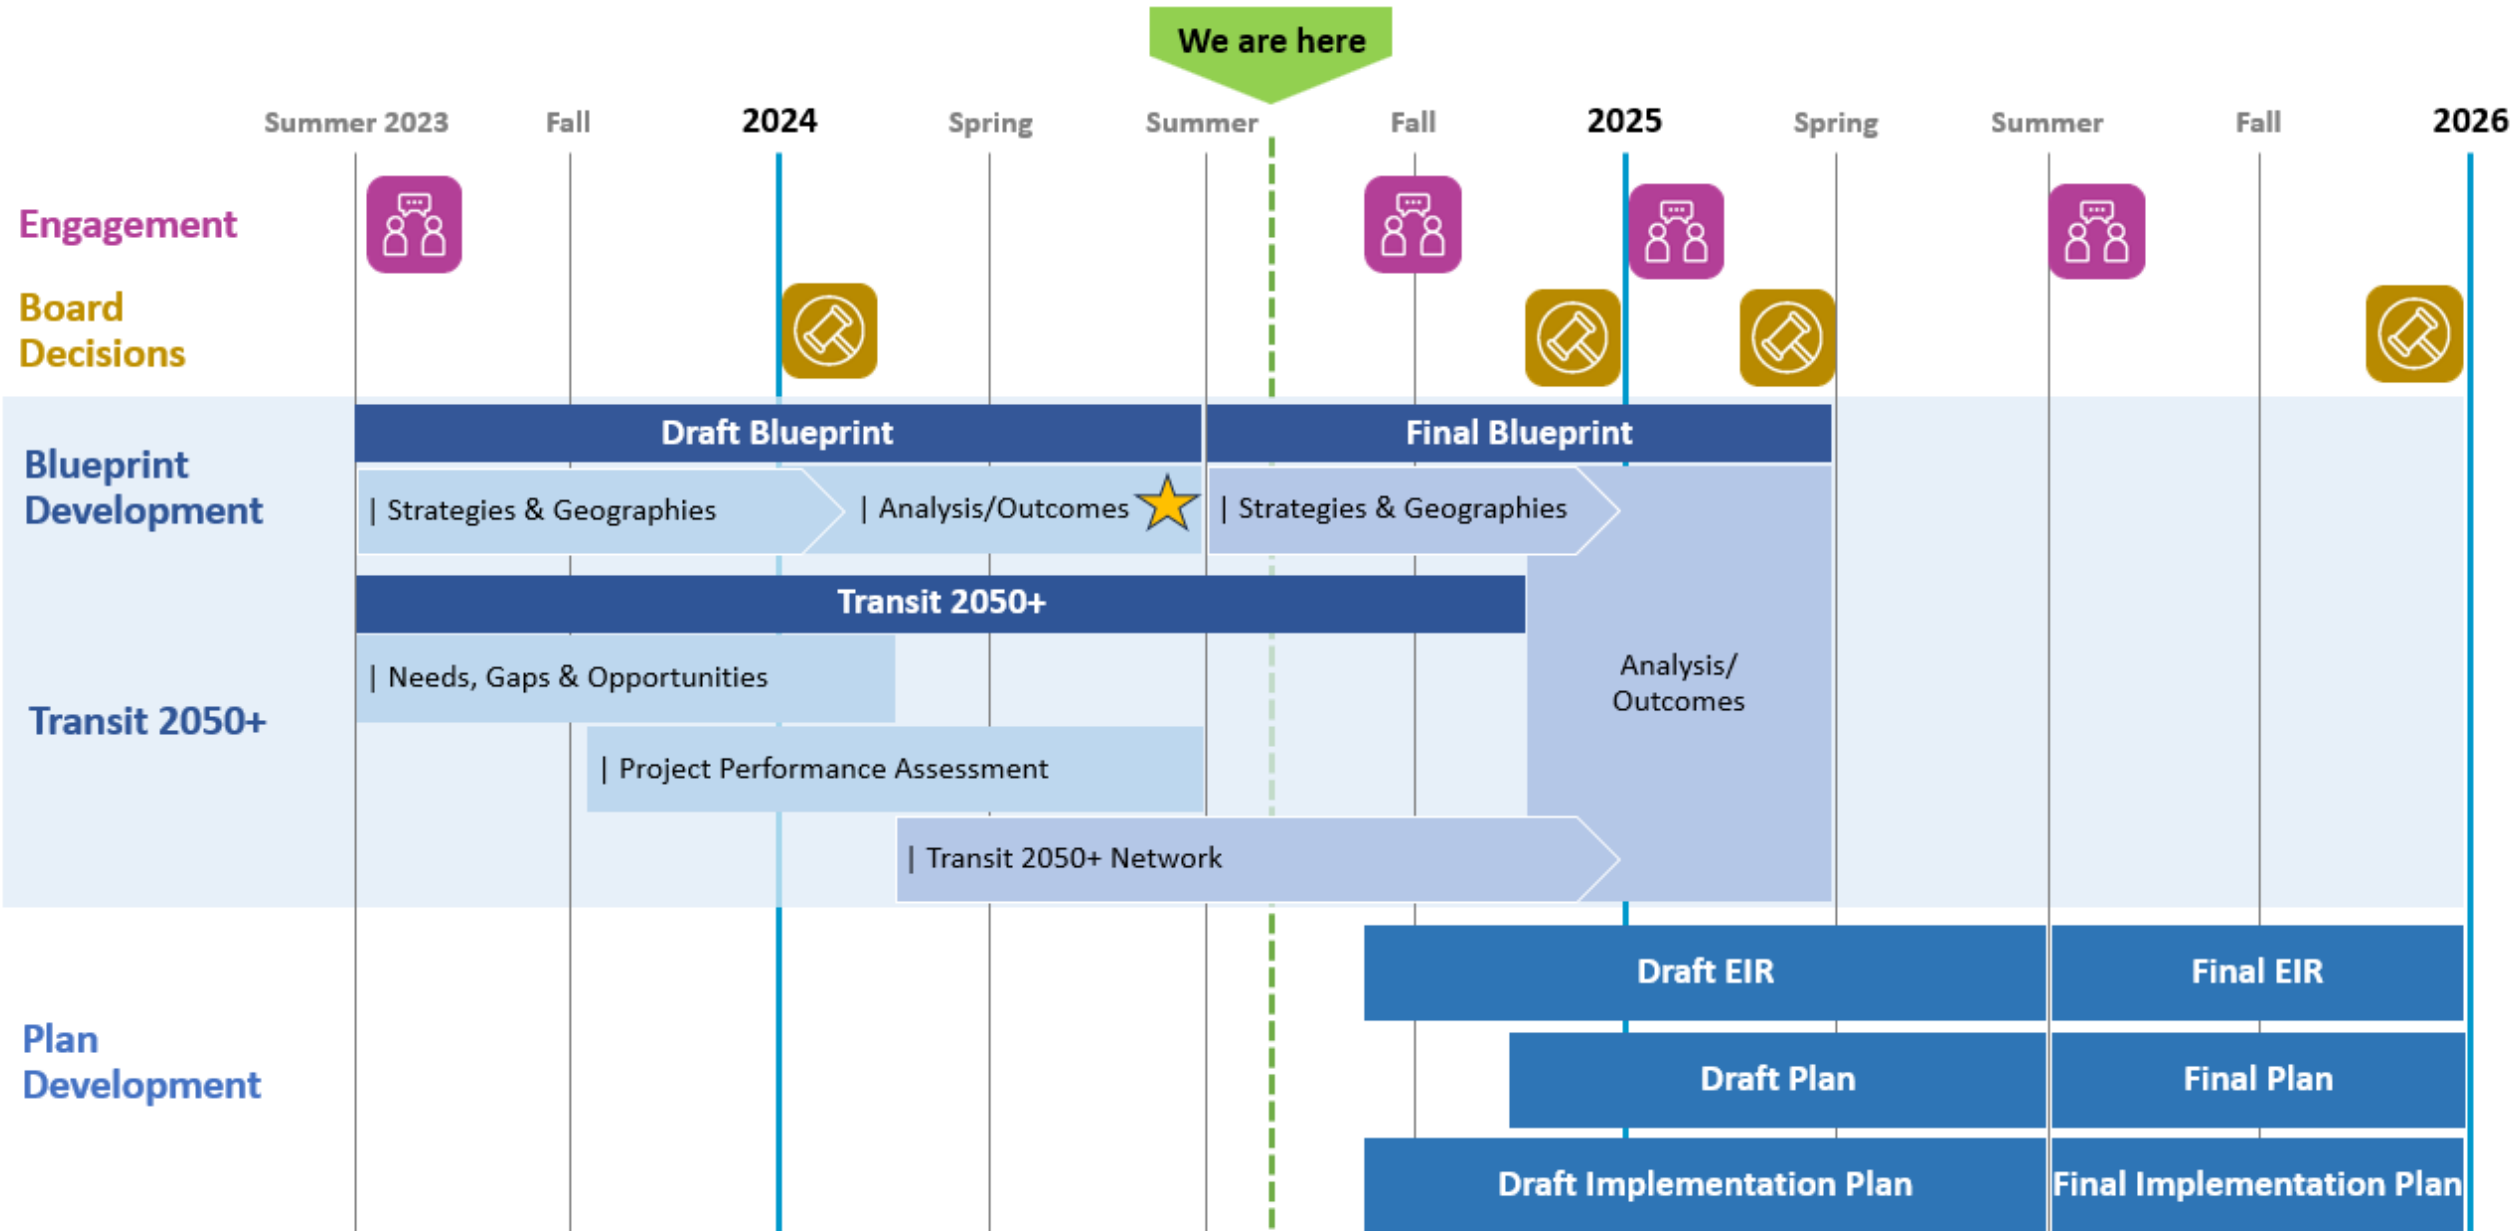 We are here
Summer 2023
Fall
2024
Spring
Summer
Fall
2025
Spring
Summer
Fall
2026
Engagement
Board
Decisions
Blueprint
Development
Draft Blueprint
Final Blueprint
| Strategies & Geographies
| Analysis/Outcomes
| Strategies & Geographies
Transit 2050+
Transit 2050+
| Needs, Gaps & Opportunities
| Project Performance Assessment
| Transit 2050+ Network
Analysis/
Outcomes
Plan
Development
Draft EIR
Final EIR
Draft Plan
Final Plan
Draft Implementation Plan
Final Implementation Plan